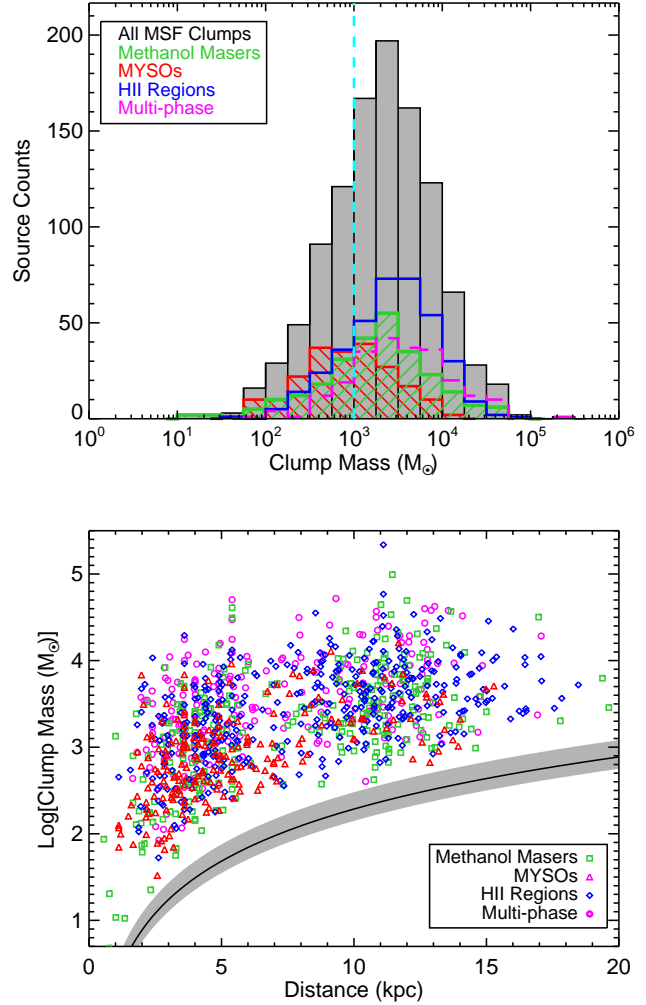 All MSF Clumps
Methanol Masers
MYSOs
HII Regions
Multi-phase
Source Counts
200
150
100
50
0
10^0 10^1 10^2 10^3 10^4 10^5 10^6
Clump Mass (M⊙)
Log[Clump Mass (M⊙)]
5
4
3
2
1
Methanol Masers
MYSOs
HII Regions
Multi-phase
0 5 10 15 20
Distance (kpc)